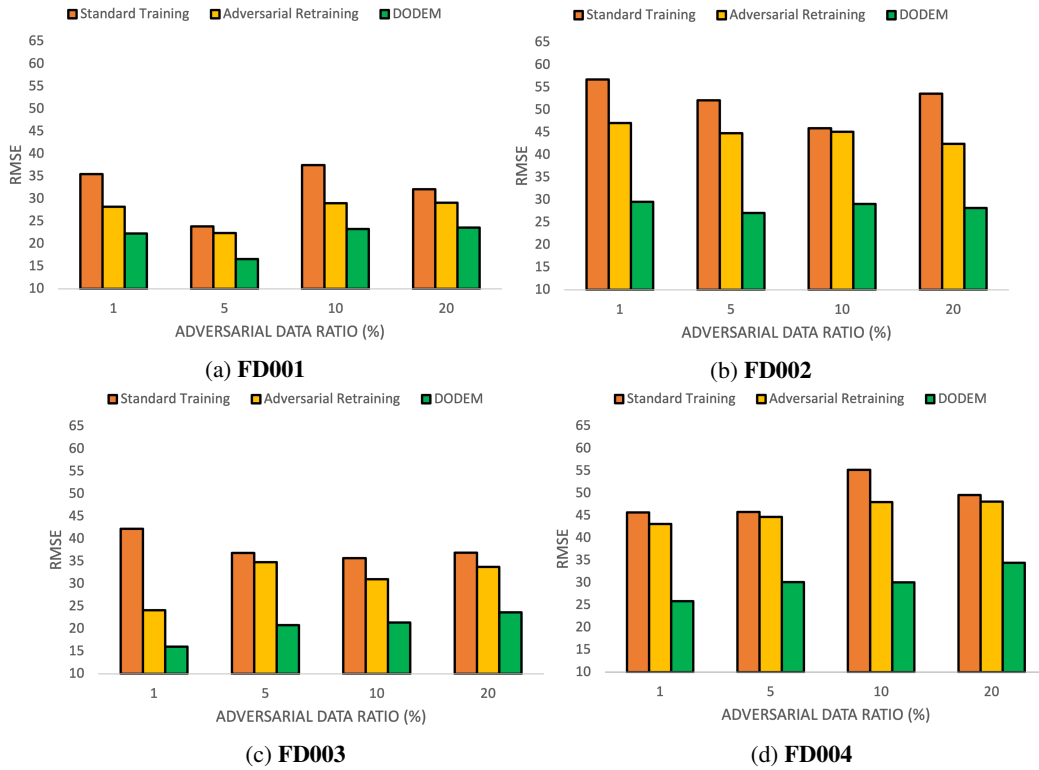 Standard Training Adversarial Retraining DODEM
65
60
55
50
45
40
35
30
25
20
15
10
RMSE
1 5 10 20
ADVERSARIAL DATA RATIO (%)
(a) FD001
Standard Training Adversarial Retraining DODEM
65
60
55
50
45
40
35
30
25
20
15
10
RMSE
1 5 10 20
ADVERSARIAL DATA RATIO (%)
(b) FD002
Standard Training Adversarial Retraining DODEM
65
60
55
50
45
40
35
30
25
20
15
10
RMSE
1 5 10 20
ADVERSARIAL DATA RATIO (%)
(c) FD003
Standard Training Adversarial Retraining DODEM
65
60
55
50
45
40
35
30
25
20
15
10
RMSE
1 5 10 20
ADVERSARIAL DATA RATIO (%)
(d) FD004